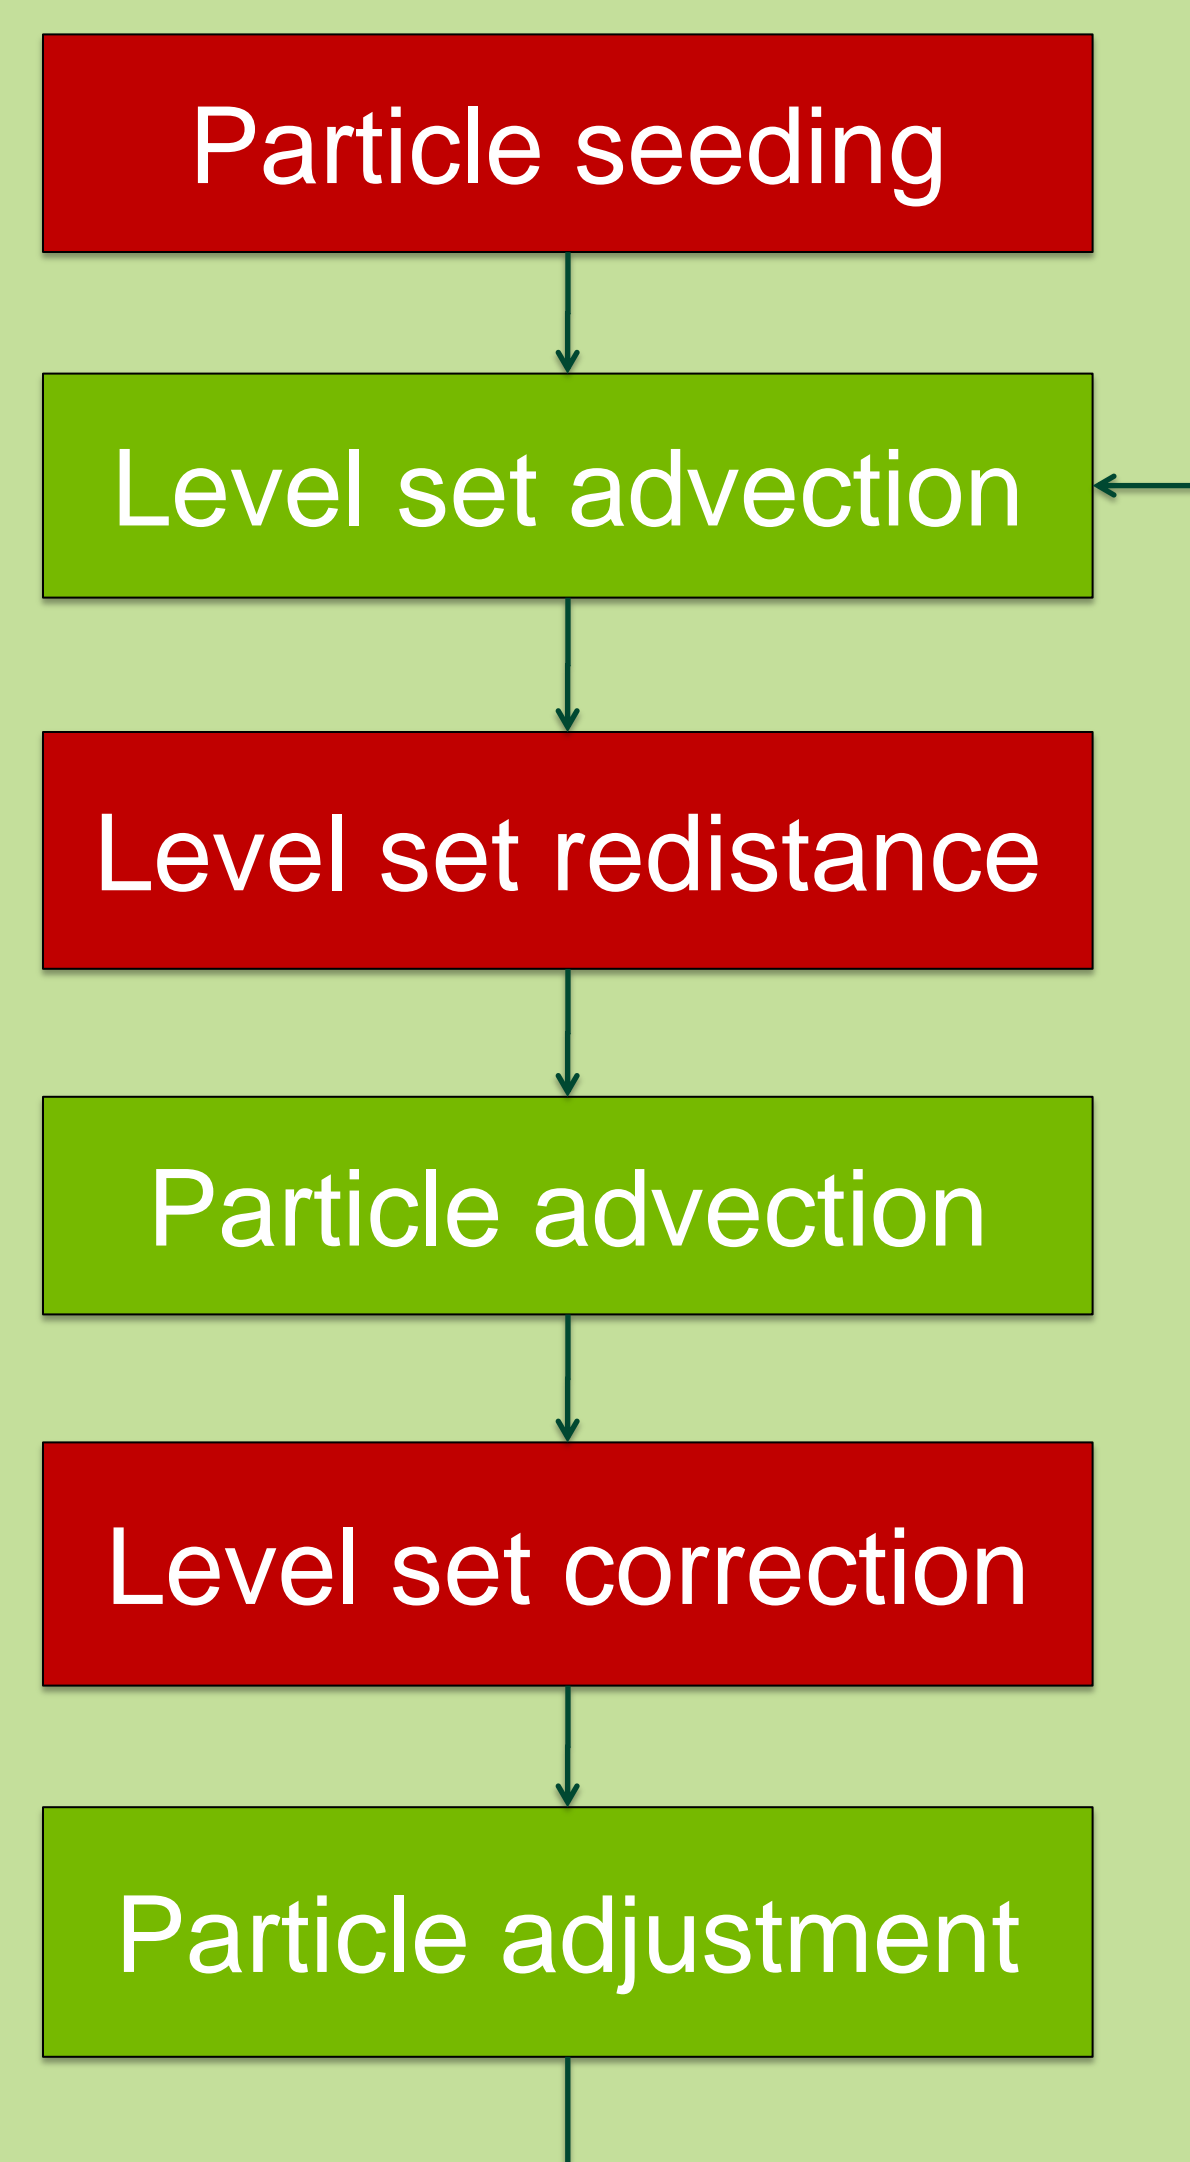 Particle seeding
Level set advection
Level set redistance
Particle advection
Level set correction
Particle adjustment